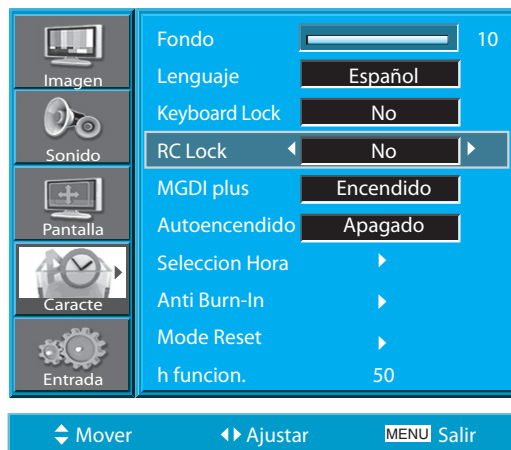 Imagen
Sonido
Pantalla
Caracte
Entrada
Fondo 10
Lenguaje Español
Keyboard Lock No
RC Lock No
MGDI plus Encendido
Autoencendido Apagado
Seleccion Hora
Anti Burn-In
Mode Reset
h funcion. 50
Mover Ajustar MENU Salir